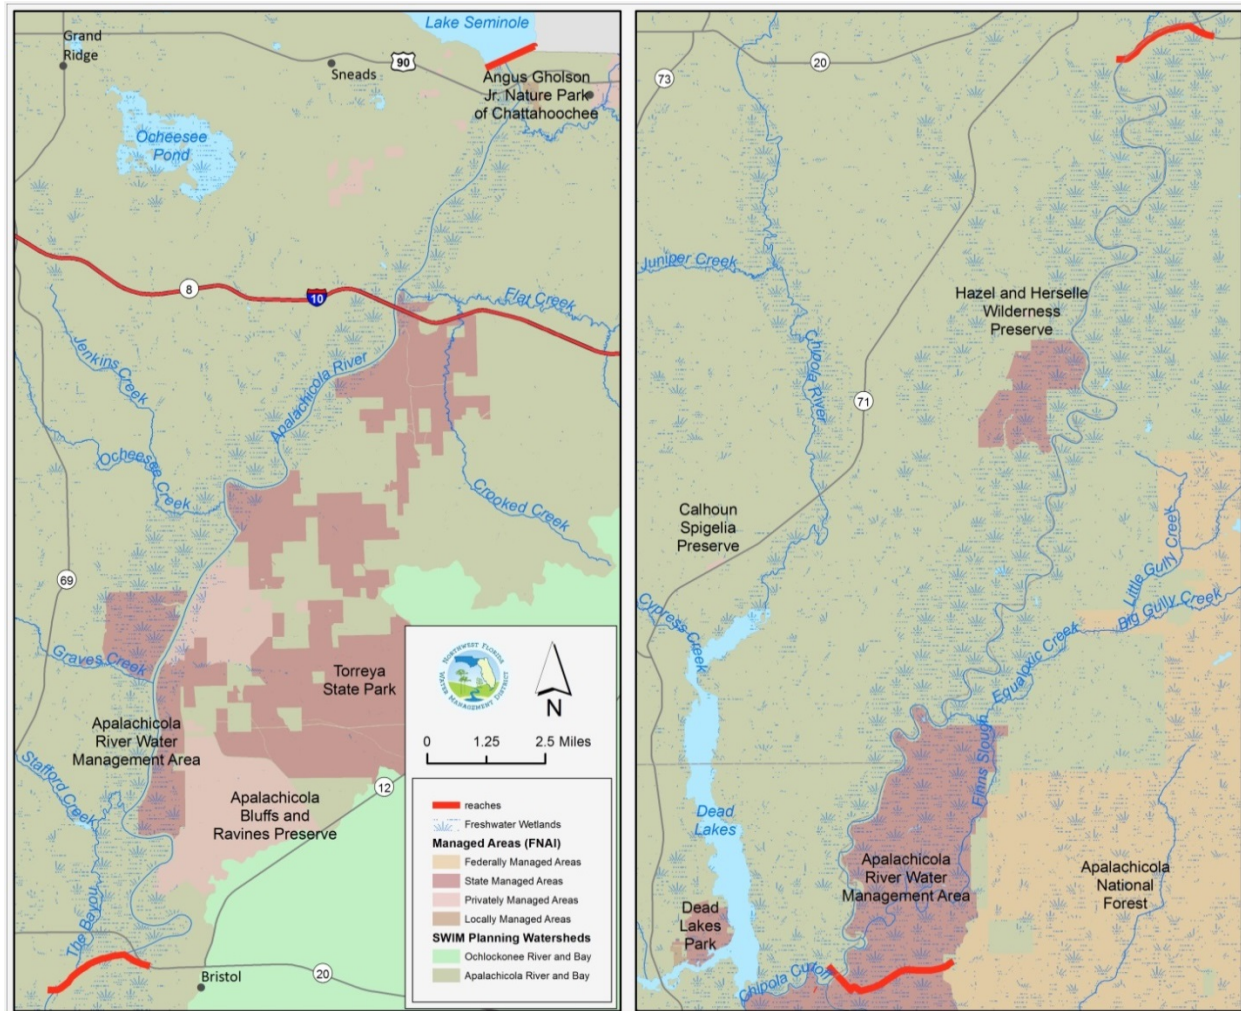 Lake Seminole
Grand
Ridge
Sneads
90
Angus Gholson
Jr. Nature Park
of Chattahoochee
Ocheesee
Pond
8
10
Flat Creek
Jenkins Creek
Apalachicola River
Ocheesee Creek
Crooked Creek
69
Graves Creek
Torreya
State Park
Apalachicola
River Water
Management Area
Stafford Creek
Apalachicola
Bluffs and
Ravines Preserve
12
The Bayou
Bristol
20
NORTHWEST FLORIDA
WATER MANAGEMENT DISTRICT
N
0 1.25 2.5 Miles
reaches
Freshwater Wetlands
Managed Areas (FNAI)
Federally Managed Areas
State Managed Areas
Privately Managed Areas
Locally Managed Areas
SWIM Planning Watersheds
Ochlockonee River and Bay
Apalachicola River and Bay
73
20
Juniper Creek
Hazel and Herselle
Wilderness
Preserve
Chipola River
71
Calhoun
Spigelia
Preserve
Little Gully Creek
Cypress Creek
Big Gully Creek
Equaloxic Creek
Finns Slough
Dead
Lakes
Apalachicola
River Water
Management Area
Apalachicola
National
Forest
Dead
Lakes
Park
Chipola Cutoff